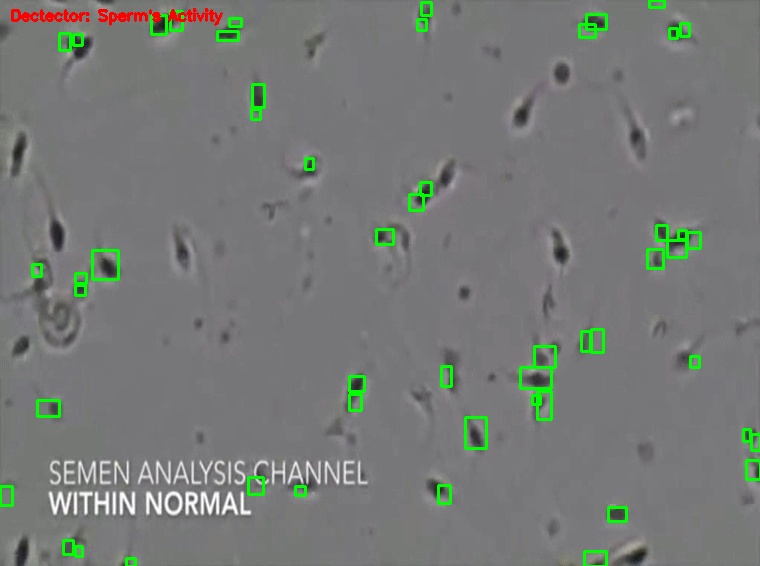 Dectector: Sperm's Activity
SEMEN ANALYSIS CHANNEL
WITHIN NORMAL